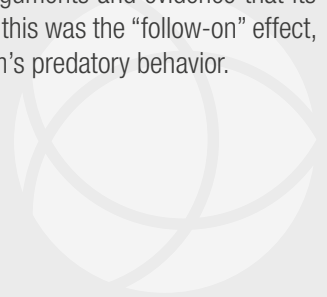 guments and evidence that its
this was the “follow-on” effect,
n’s predatory behavior.